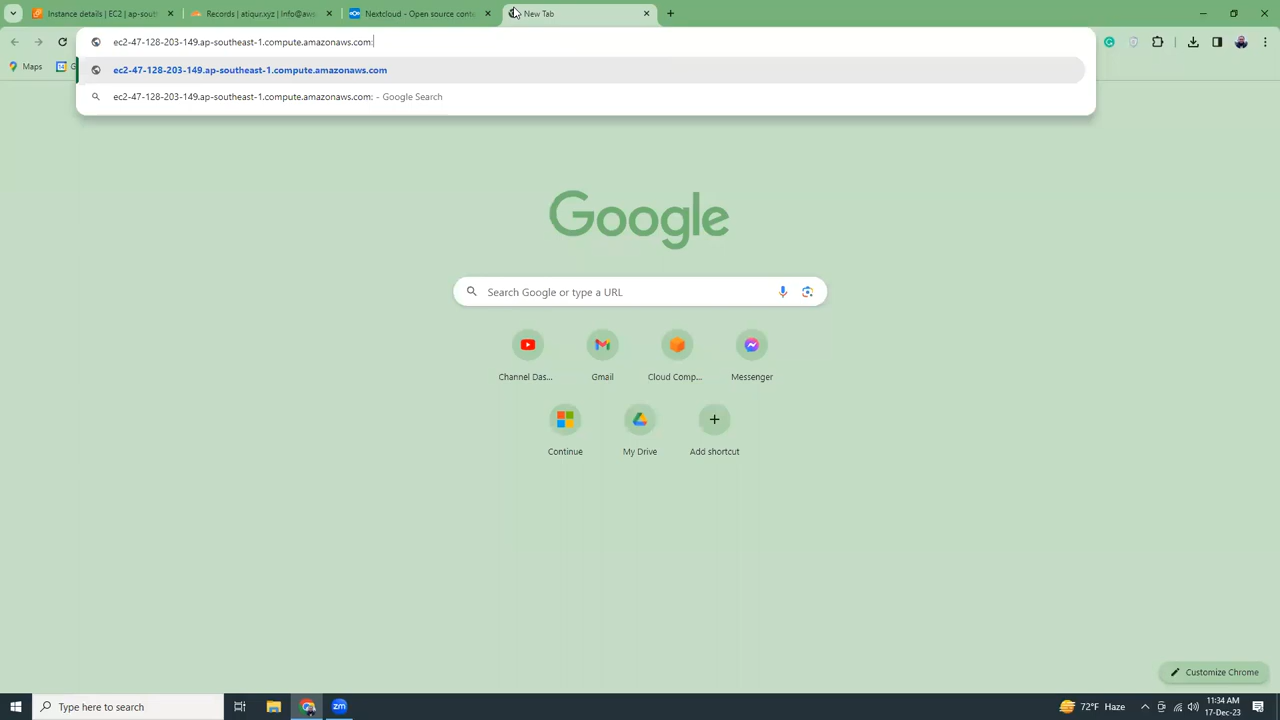 Instance details | EC2 | ap-sout
Records | atiqur.xyz | Info@aws.
Nextcloud - Open source conte
New Tab
ec2-47-128-203-149.ap-southeast-1.compute.amazonaws.com:
Maps
ec2-47-128-203-149.ap-southeast-1.compute.amazonaws.com
ec2-47-128-203-149.ap-southeast-1.compute.amazonaws.com: - Google Search
Google
Search Google or type a URL
Channel Das...
Gmail
Cloud Comp...
Messenger
Continue
My Drive
Add shortcut
Customize Chrome
Type here to search
zm
72°F Haze
11:34 AM
17-Dec-23